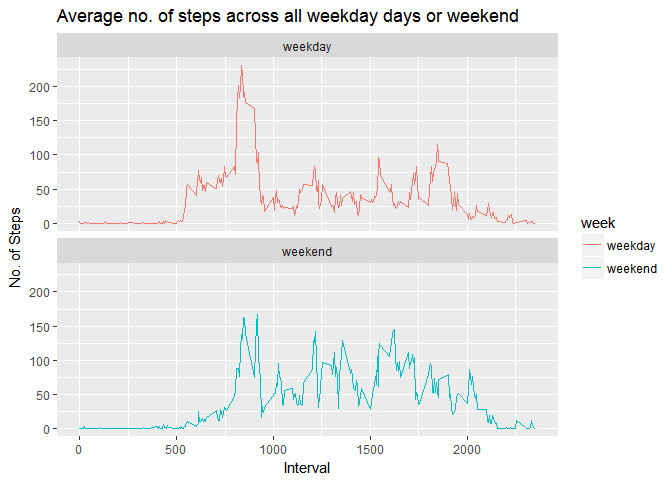 Average no. of steps across all weekday days or weekend
weekday
200
150
100
50
0
weekend
200
150
100
50
0
No. of Steps
0 500 1000 1500 2000
Interval
week
weekday
weekend